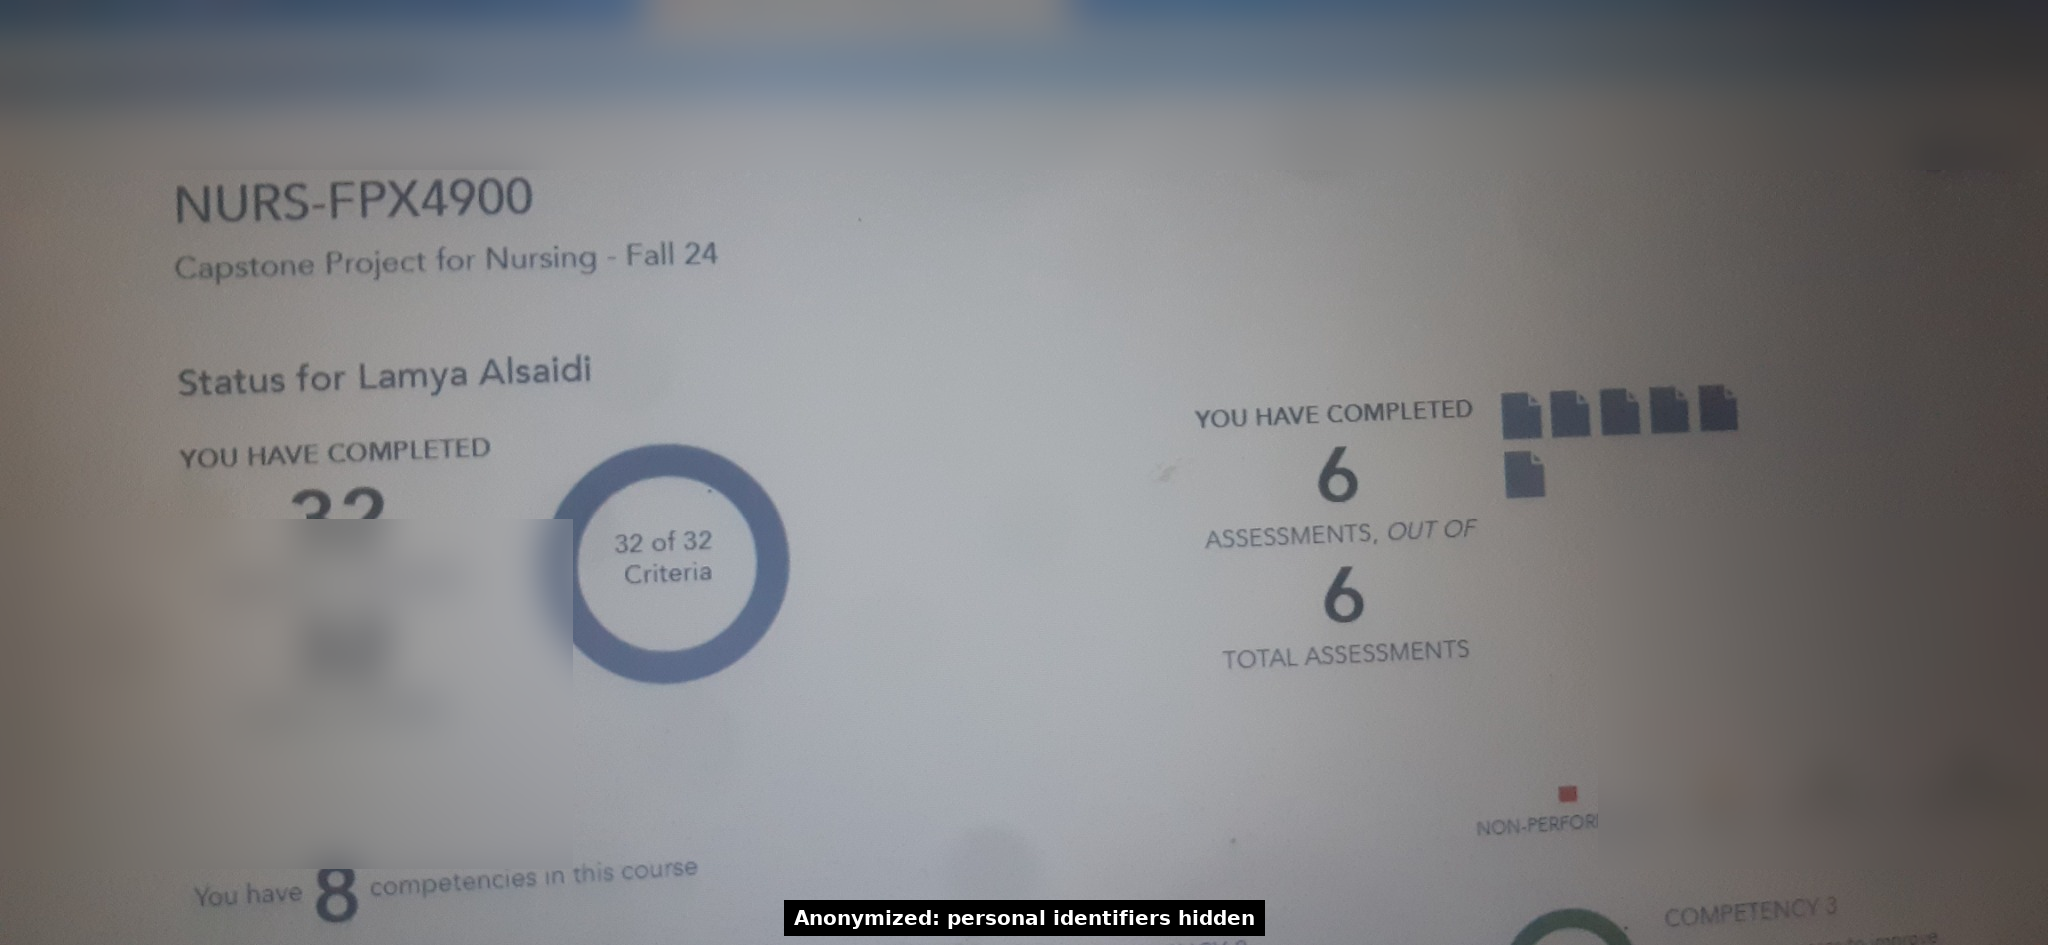 NURS-FPX4900
Capstone Project for Nursing - Fall 24
Status for Lamya Alsaidi
YOU HAVE COMPLETED
32
32 of 32
Criteria
YOU HAVE COMPLETED
6
ASSESSMENTS, OUT OF
6
TOTAL ASSESSMENTS
You have 8 competencies in this course
COMPETENCY 3
Anonymized: personal identifiers hidden